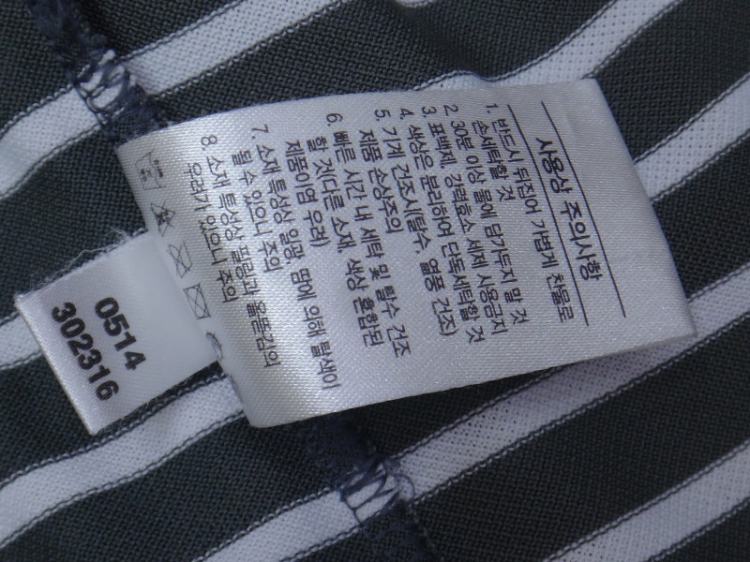 사용상 주의사항
1. 반드시 뒤집어 가볍게 찬물로
손세탁할 것
2. 30분 이상 물에 담가두지 말 것
3. 표백제, 강력효소 세제 사용금지
4. 색상은 분리하여 단독세탁할 것
5. 기계 건조시(탈수, 열풍 건조)
제품 손상주의
6. 빠른 시간 내 세탁 및 탈수 건조
할 것(다른 소재, 색상 혼합된
제품이염 우려)
7. 소재 특성상 일광, 땀에 의해 탈색이
될 수 있으니 주의
8. 소재 특성상 필링과 올뜯김의
우려가 있으니 주의
0514
302316